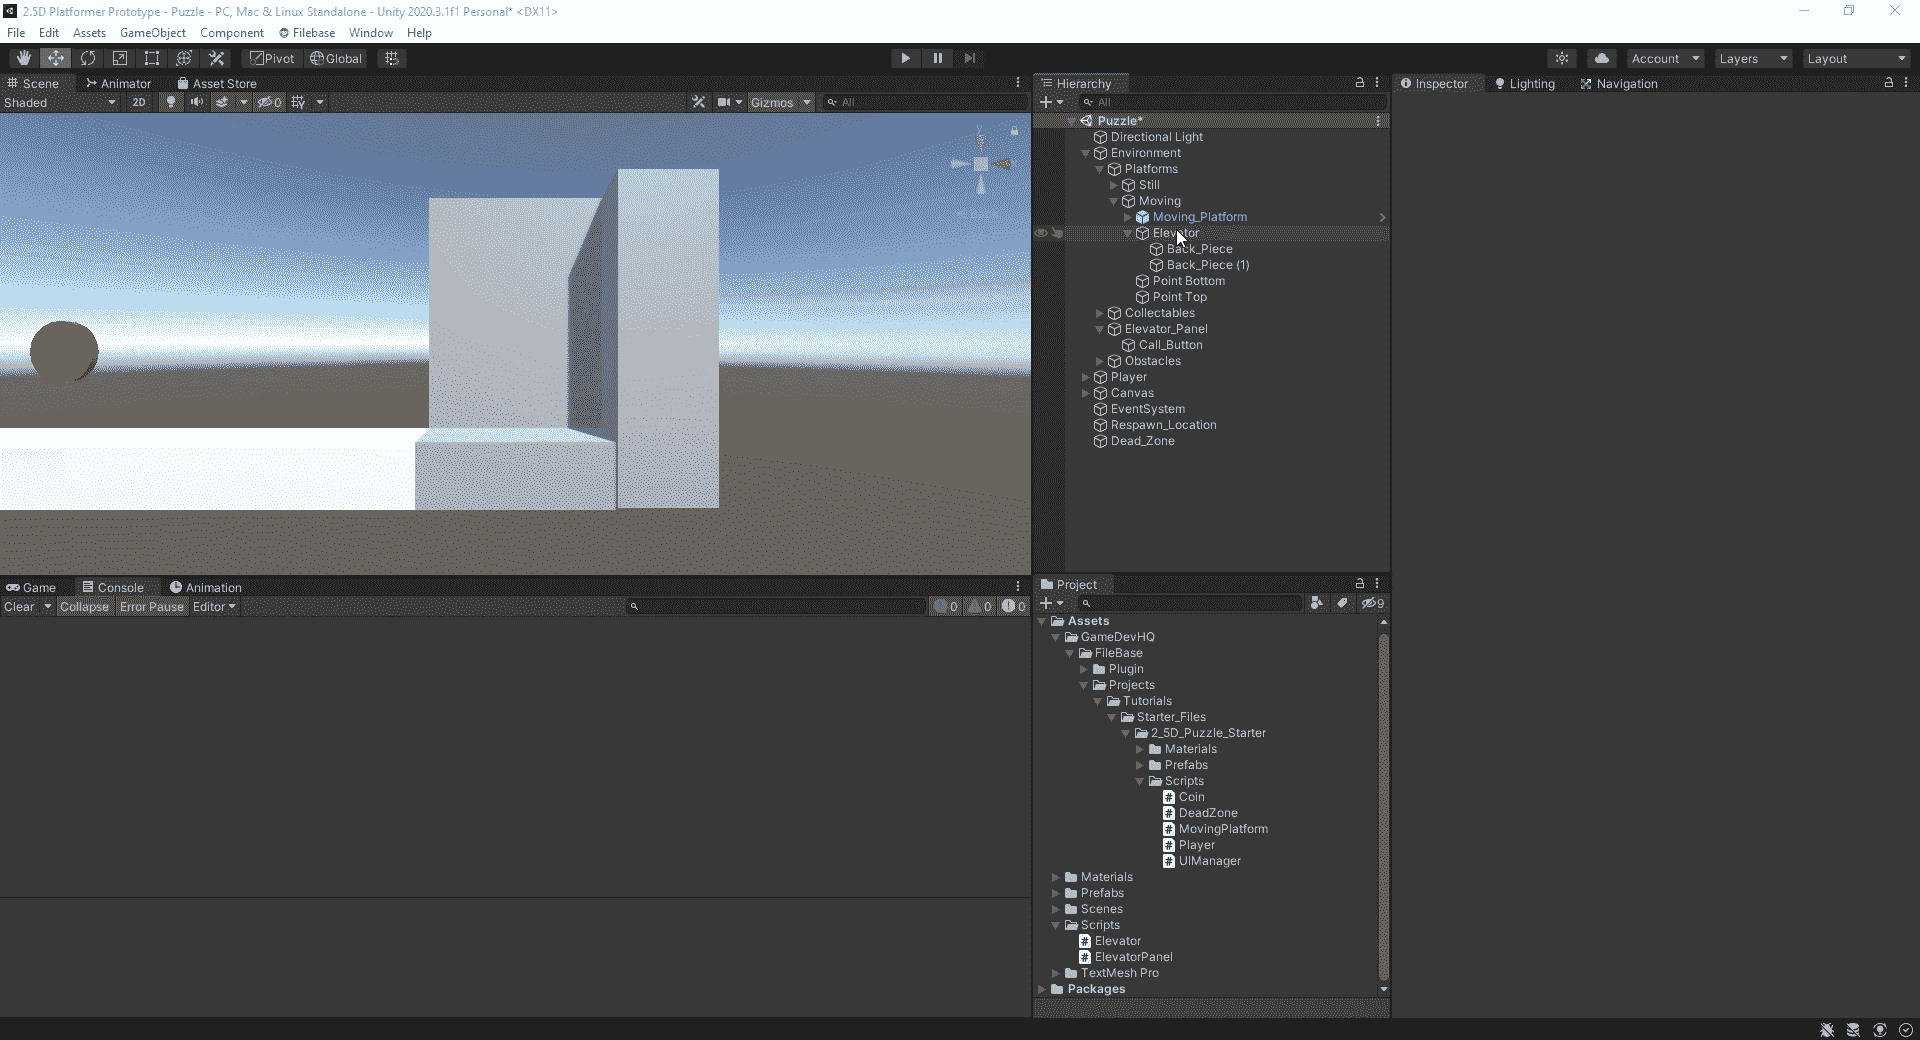 2.5D Platformer Prototype - Puzzle - PC, Mac & Linux Standalone - Unity 2020.3.1f1 Personal* <DX11>
File Edit Assets GameObject Component Filebase Window Help
Pivot Global Account Layers Layout
Scene Animator Asset Store
Shaded 2D 0 Gizmos All
Back
Hierarchy
All
Puzzle*
Directional Light
Environment
Platforms
Still
Moving
Moving_Platform
Elevator
Back_Piece
Back_Piece (1)
Point Bottom
Point Top
Collectables
Elevator_Panel
Call_Button
Obstacles
Player
Canvas
EventSystem
Respawn_Location
Dead_Zone
Inspector Lighting Navigation
Game Console Animation
Clear Collapse Error Pause Editor 0 0 0
Project
9
Assets
GameDevHQ
FileBase
Plugin
Projects
Tutorials
Starter_Files
2_5D_Puzzle_Starter
Materials
Prefabs
Scripts
Coin
DeadZone
MovingPlatform
Player
UIManager
Materials
Prefabs
Scenes
Scripts
Elevator
ElevatorPanel
TextMesh Pro
Packages